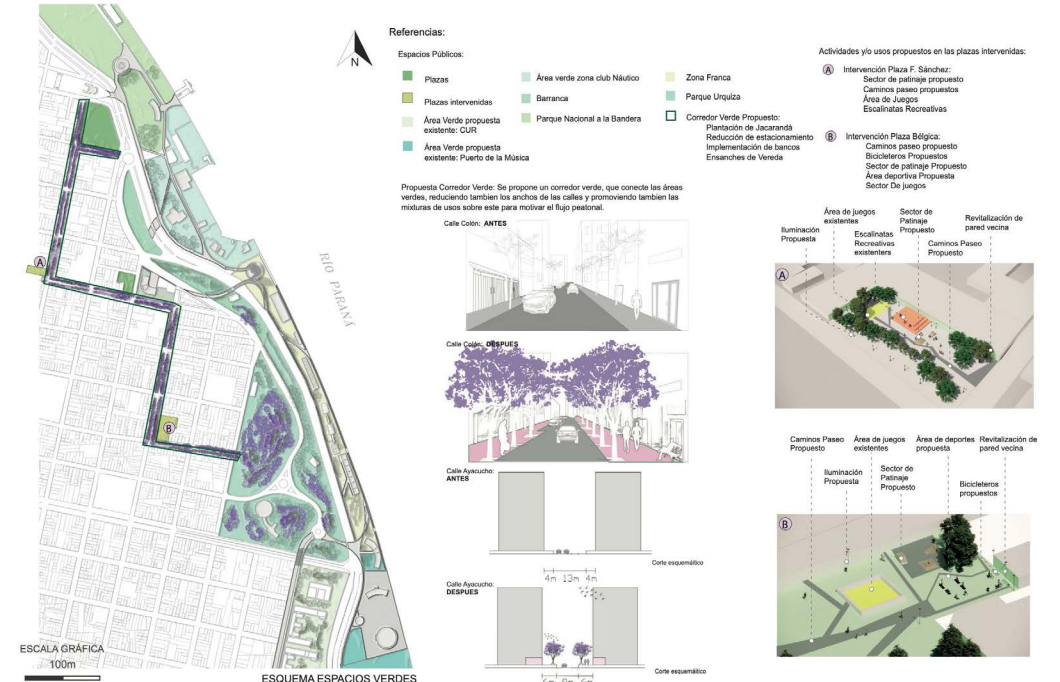 Referencias:
Espacios Públicos:
Plazas
Plazas intervenidas
Área Verde propuesta
existente: CUR
Área Verde propuesta
existente: Puerto de la Música
Área verde zona club Náutico
Barranca
Parque Nacional a la Bandera
Zona Franca
Parque Urquiza
Corredor Verde Propuesto:
Plantación de Jacarandá
Reducción de estacionamiento
Implementación de bancos
Ensanches de Vereda
Propuesta Corredor Verde: Se propone un corredor verde, que conecte las áreas
verdes, reduciendo tambien los anchos de las calles y promoviendo tambien las
mixturas de usos sobre este para motivar el flujo peatonal.
Calle Colón: ANTES
Calle Colón: DESPUES
Calle Ayacucho:
ANTES
Corte esquemático
4m 13m 4m
Calle Ayacucho:
DESPUES
Corte esquemático
6m 9m 6m
Actividades y/o usos propuestos en las plazas intervenidas:
A
Intervención Plaza F. Sánchez:
Sector de patinaje propuesto
Caminos paseo propuestos
Área de Juegos
Escalinatas Recreativas
B
Intervención Plaza Bélgica:
Caminos paseo propuesto
Bicicleteros Propuestos
Sector de patinaje Propuesto
Área deportiva Propuesta
Sector De juegos
Iluminación
Propuesta
Área de juegos
existentes
Escalinatas
Recreativas
existenters
Sector de
Patinaje
Propuesto
Caminos Paseo
Propuesto
Revitalización de
pared vecina
A
Caminos Paseo
Propuesto
Iluminación
Propuesta
Área de juegos
existentes
Sector de
Patinaje
Propuesto
Área de deportes
propuesta
Bicicleteros
propuestos
Revitalización de
pared vecina
B
N
RÍO PARANÁ
A
B
ESCALA GRÁFICA
100m
ESQUEMA ESPACIOS VERDES